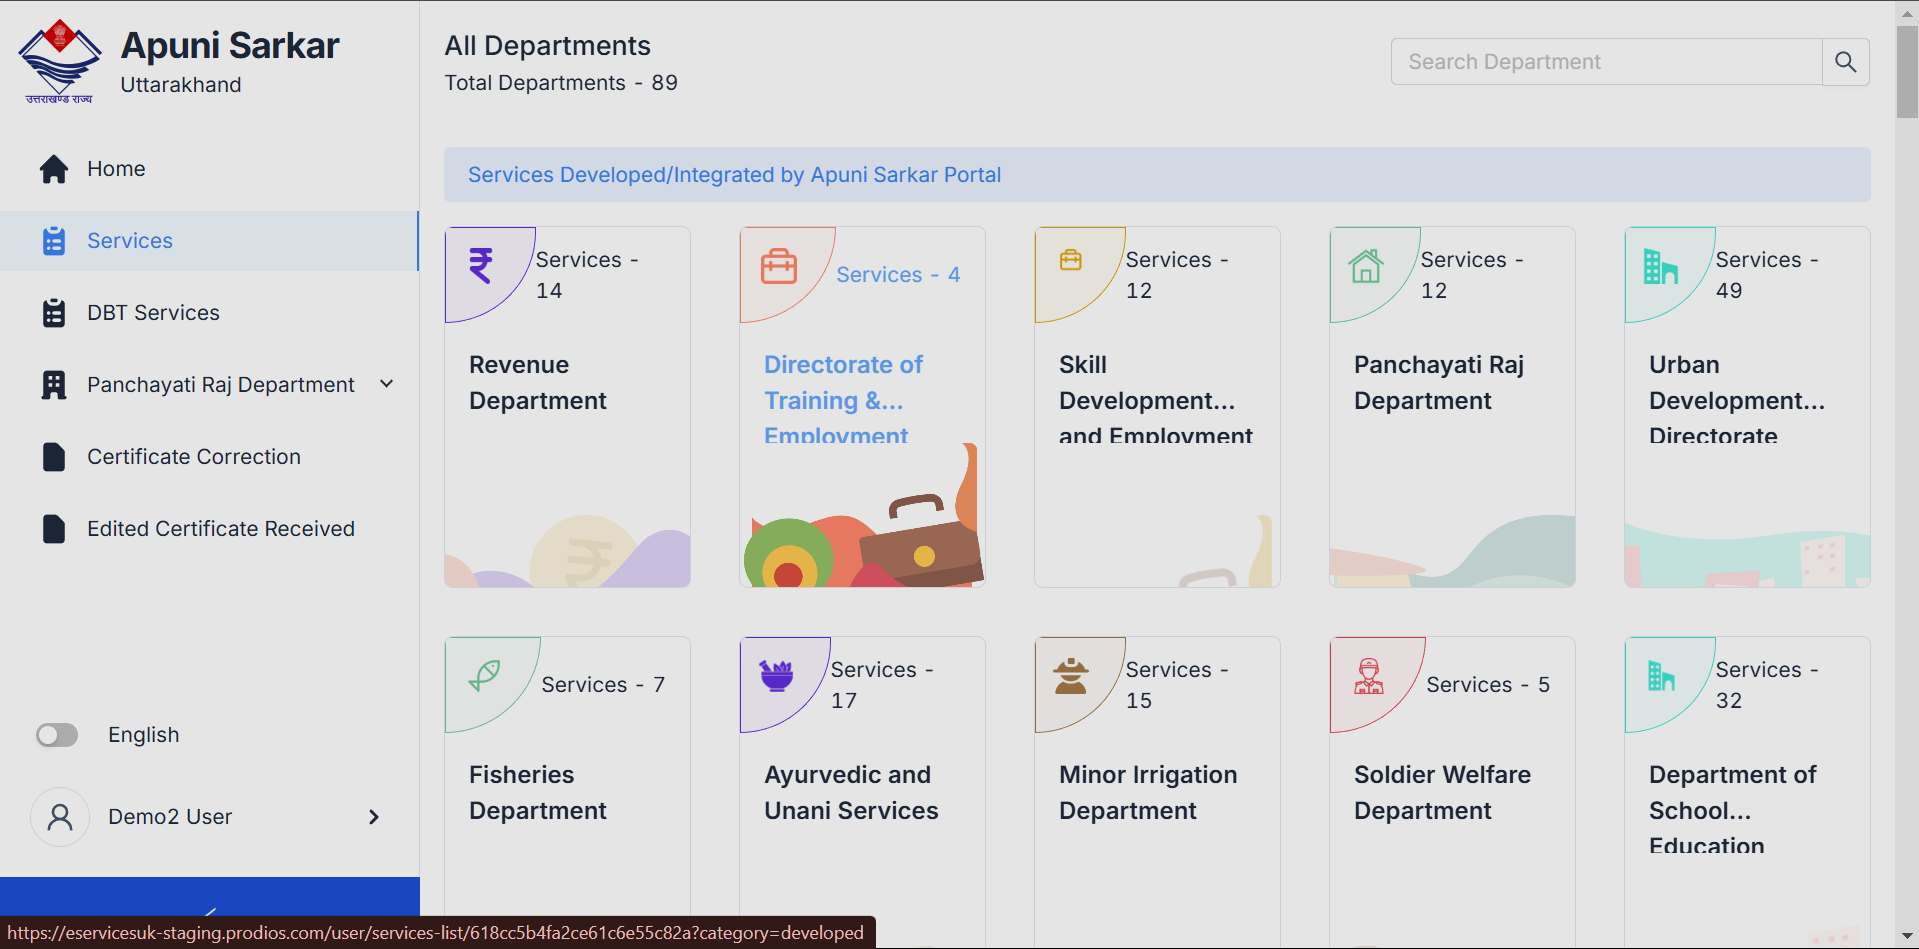 उत्तराखण्ड राज्य
Apuni Sarkar
Uttarakhand
Home
Services
DBT Services
Panchayati Raj Department
Certificate Correction
Edited Certificate Received
English
Demo2 User
All Departments
Total Departments - 89
Search Department
Services Developed/Integrated by Apuni Sarkar Portal
Services -
14
Revenue
Department
Services - 4
Directorate of
Training &...
Employment
Services -
12
Skill
Development...
and Employment
Services -
12
Panchayati Raj
Department
Services -
49
Urban
Development...
Directorate
Services - 7
Fisheries
Department
Services -
17
Ayurvedic and
Unani Services
Services -
15
Minor Irrigation
Department
Services - 5
Soldier Welfare
Department
Services -
32
Department of
School...
Education
https://eservicesuk-staging.prodios.com/user/services-list/618cc5b4fa2ce61c6e55c82a?category=developed